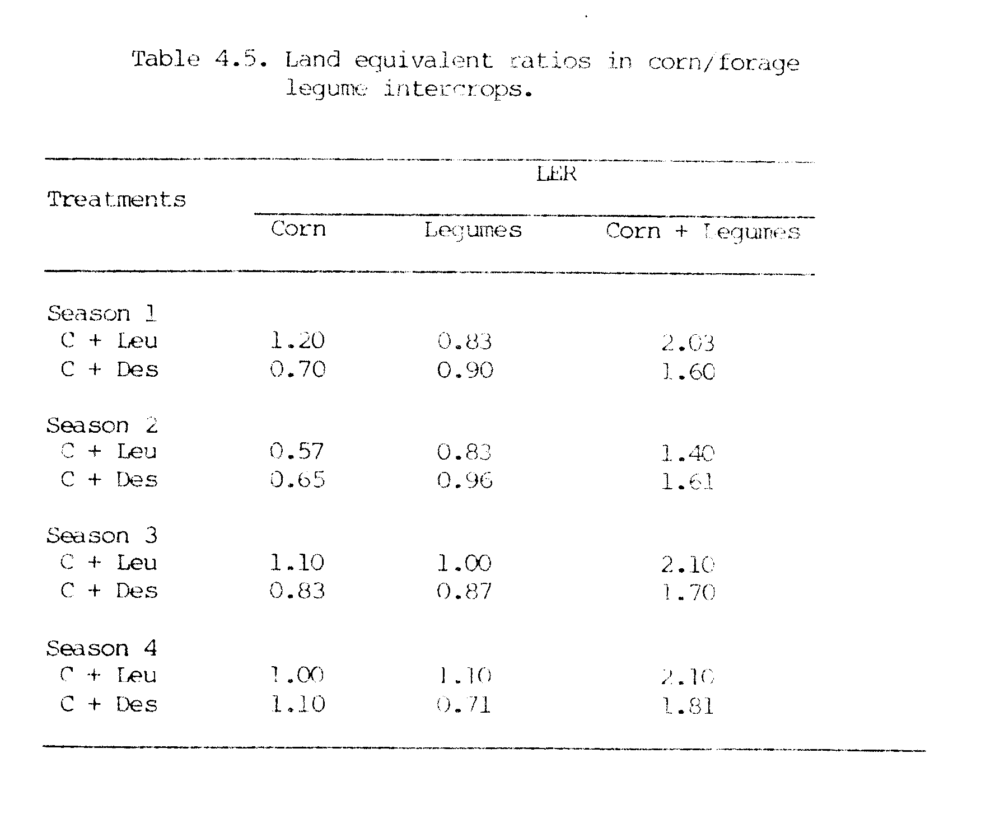 Table 4.5. Land equivalent ratios in corn/forage
legume intercrops.
LER
Treatments
Corn Legumes Corn + Legumes
Season 1
C + Leu 1.20 0.83 2.03
C + Des 0.70 0.90 1.60
Season 2
C + Leu 0.57 0.83 1.40
C + Des 0.65 0.96 1.61
Season 3
C + Leu 1.10 1.00 2.10
C + Des 0.83 0.87 1.70
Season 4
C + Leu 1.00 1.10 2.10
C + Des 1.10 0.71 1.81